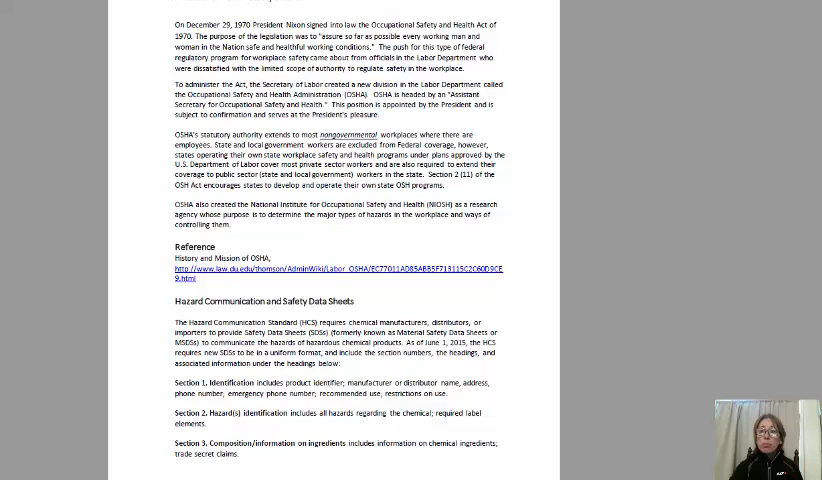 On December 29, 1970 President Nixon signed into law the Occupational Safety and Health Act of
1970. The purpose of the legislation was to "assure so far as possible every working man and
woman in the Nation safe and healthful working conditions." The push for this type of federal
regulatory program for workplace safety came about from officials in the Labor Department who
were dissatisfied with the limited scope of authority to regulate safety in the workplace.
To administer the Act, the Secretary of Labor created a new division in the Labor Department called
the Occupational Safety and Health Administration (OSHA). OSHA is headed by an "Assistant
Secretary for Occupational Safety and Health." This position is appointed by the President and is
subject to confirmation and serves at the President's pleasure.
OSHA's statutory authority extends to most nongovernmental workplaces where there are
employees. State and local government workers are excluded from Federal coverage, however,
states operating their own state workplace safety and health programs under plans approved by the
U.S. Department of Labor cover most private sector workers and are also required to extend their
coverage to public sector (state and local government) workers in the state. Section 2 (11) of the
OSH Act encourages states to develop and operate their own state OSH programs.
OSHA also created the National Institute for Occupational Safety and Health (NIOSH) as a research
agency whose purpose is to determine the major types of hazards in the workplace and ways of
controlling them.
Reference
History and Mission of OSHA,
http://www.law.du.edu/thomson/AdminWiki/Labor_OSHA/EC77011AD85ABB5F713115C2C60D9CE
9.html
Hazard Communication and Safety Data Sheets
The Hazard Communication Standard (HCS) requires chemical manufacturers, distributors, or
importers to provide Safety Data Sheets (SDSs) (formerly known as Material Safety Data Sheets or
MSDSs) to communicate the hazards of hazardous chemical products. As of June 1, 2015, the HCS
requires new SDSs to be in a uniform format, and include the section numbers, the headings, and
associated information under the headings below:
Section 1, Identification includes product identifier; manufacturer or distributor name, address,
phone number; emergency phone number; recommended use; restrictions on use.
Section 2, Hazard(s) identification includes all hazards regarding the chemical; required label
elements.
Section 3, Composition/information on ingredients includes information on chemical ingredients;
trade secret claims.